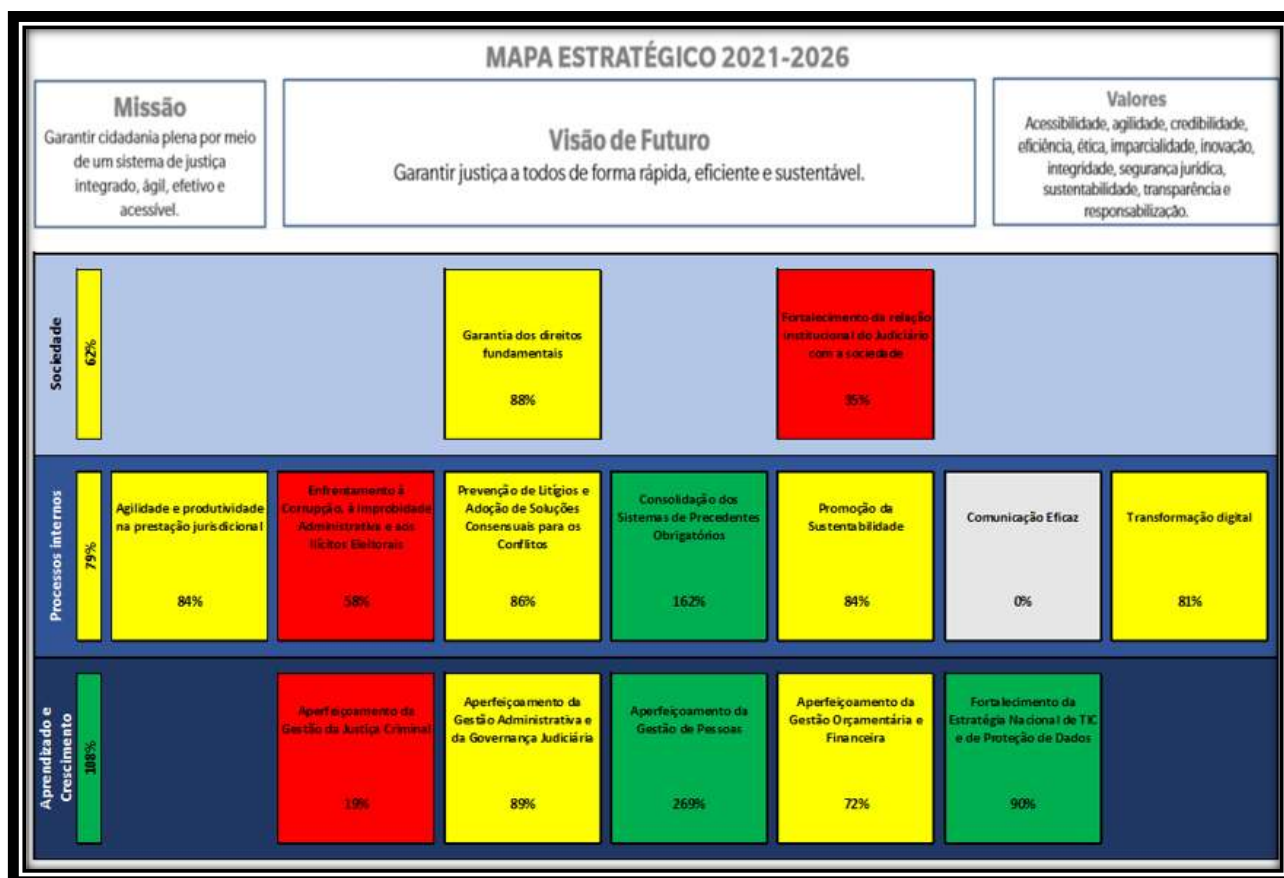 MAPA ESTRATÉGICO 2021-2026
Missão
Garantir cidadania plena por meio
de um sistema de justiça
integrado, ágil, efetivo e
acessível.
Visão de Futuro
Garantir justiça a todos de forma rápida, eficiente e sustentável.
Valores
Acessibilidade, agilidade, credibilidade,
eficiência, ética, imparcialidade, inovação,
integridade, segurança jurídica,
sustentabilidade, transparência e
responsabilização.
Sociedade
62%
Garantia dos direitos
fundamentais
88%
Fortalecimento da relação
institucional do Judiciário
com a sociedade
35%
Processos internos
79%
Agilidade e produtividade
na prestação jurisdicional
84%
Enfrentamento à
Corrupção, à Improbidade
Administrativa e aos
Ilícitos Eleitorais
58%
Prevenção de Litígios e
Adoção de Soluções
Consensuais para os
Conflitos
86%
Consolidação dos
Sistemas de Precedentes
Obrigatórios
162%
Promoção da
Sustentabilidade
84%
Comunicação Eficaz
0%
Transformação digital
81%
Aprendizado e
Crescimento
108%
Aperfeiçoamento da
Gestão da Justiça Criminal
19%
Aperfeiçoamento da
Gestão Administrativa e
da Governança Judiciária
89%
Aperfeiçoamento da
Gestão de Pessoas
269%
Aperfeiçoamento da
Gestão Orçamentária e
Financeira
72%
Fortalecimento da
Estratégia Nacional de TIC
e de Proteção de Dados
90%